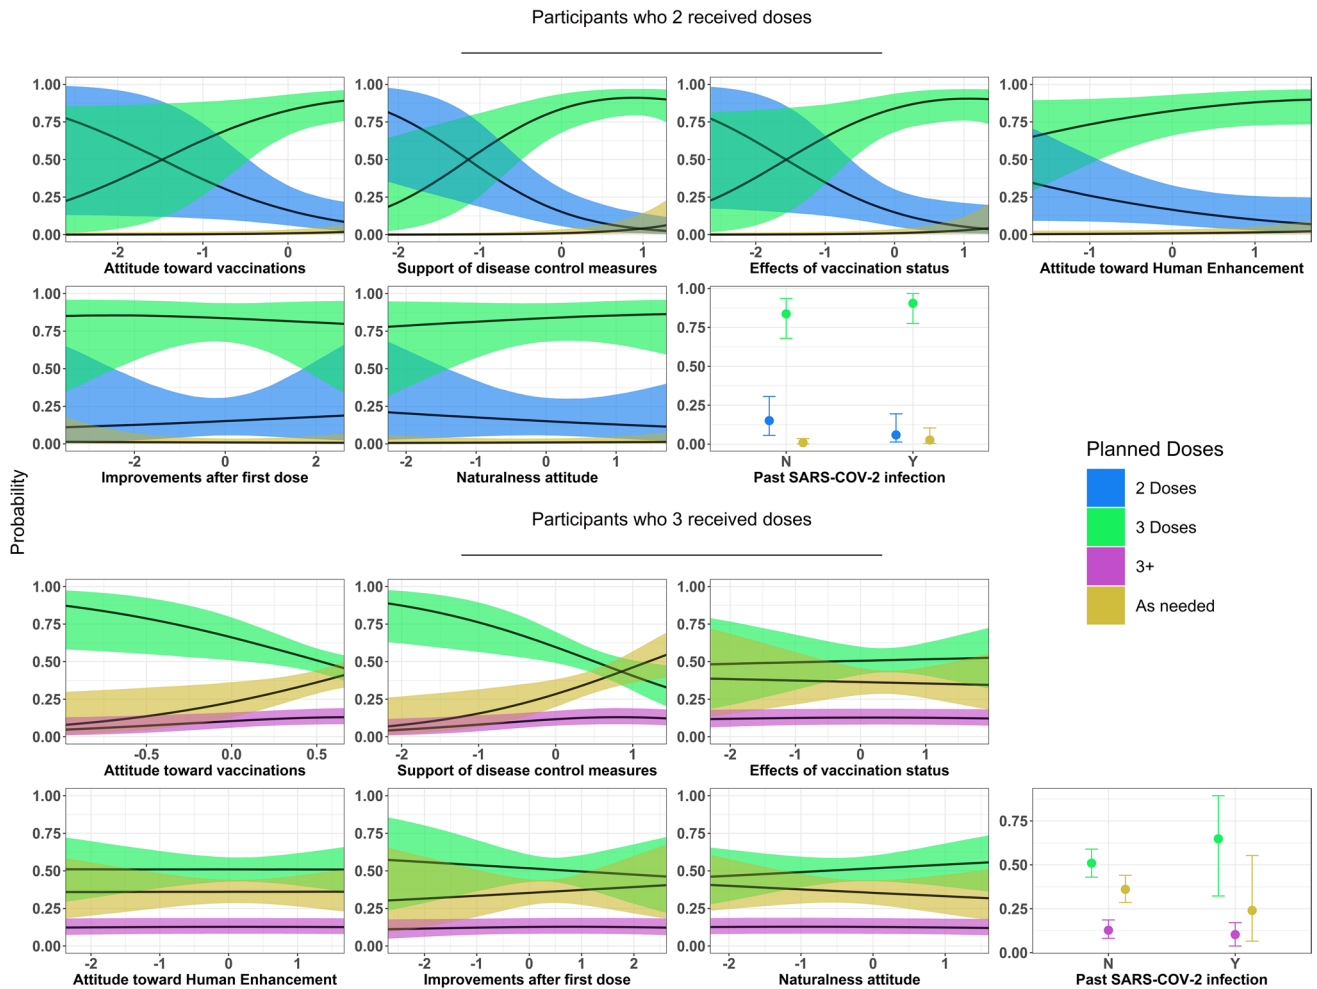 Participants who 2 received doses
1.00 1.00 1.00 1.00
0.75 0.75 0.75 0.75
0.50 0.50 0.50 0.50
0.25 0.25 0.25 0.25
0.00 0.00 0.00 0.00
-2 -1 0 -2 -1 0 1 -2 -1 0 1 -1 0 1
Attitude toward vaccinations Support of disease control measures Effects of vaccination status Attitude toward Human Enhancement
1.00 1.00 1.00
0.75 0.75 0.75
0.50 0.50 0.50
0.25 0.25 0.25
0.00 0.00 0.00
-2 0 2 -2 -1 0 1 N Y
Improvements after first dose Naturalness attitude Past SARS-COV-2 infection
Planned Doses
2 Doses
3 Doses
3+
As needed
Probability
Participants who 3 received doses
1.00 1.00 1.00
0.75 0.75 0.75
0.50 0.50 0.50
0.25 0.25 0.25
0.00 0.00 0.00
-0.5 0.0 0.5 -2 -1 0 1 -2 -1 0 1
Attitude toward vaccinations Support of disease control measures Effects of vaccination status
1.00 1.00 1.00
0.75 0.75 0.75 0.75
0.50 0.50 0.50 0.50
0.25 0.25 0.25 0.25
0.00 0.00 0.00 0.00
-2 -1 0 1 -2 -1 0 1 2 -2 -1 0 1 N Y
Attitude toward Human Enhancement Improvements after first dose Naturalness attitude Past SARS-COV-2 infection